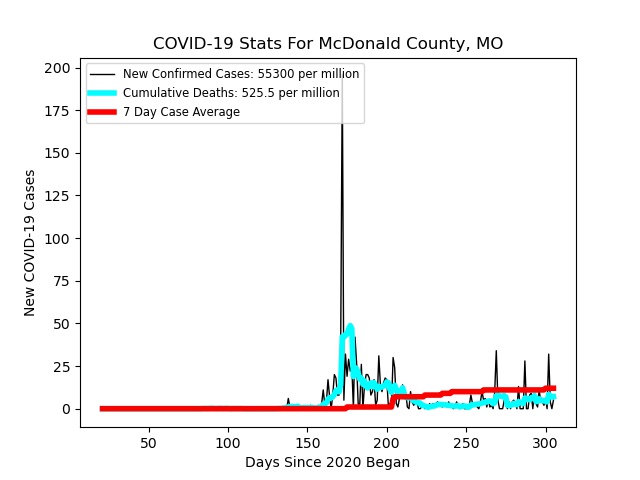 COVID-19 Stats For McDonald County, MO
New Confirmed Cases: 55300 per million
Cumulative Deaths: 525.5 per million
7 Day Case Average
200
175
150
125
100
75
50
25
0
New COVID-19 Cases
50 100 150 200 250 300
Days Since 2020 Began